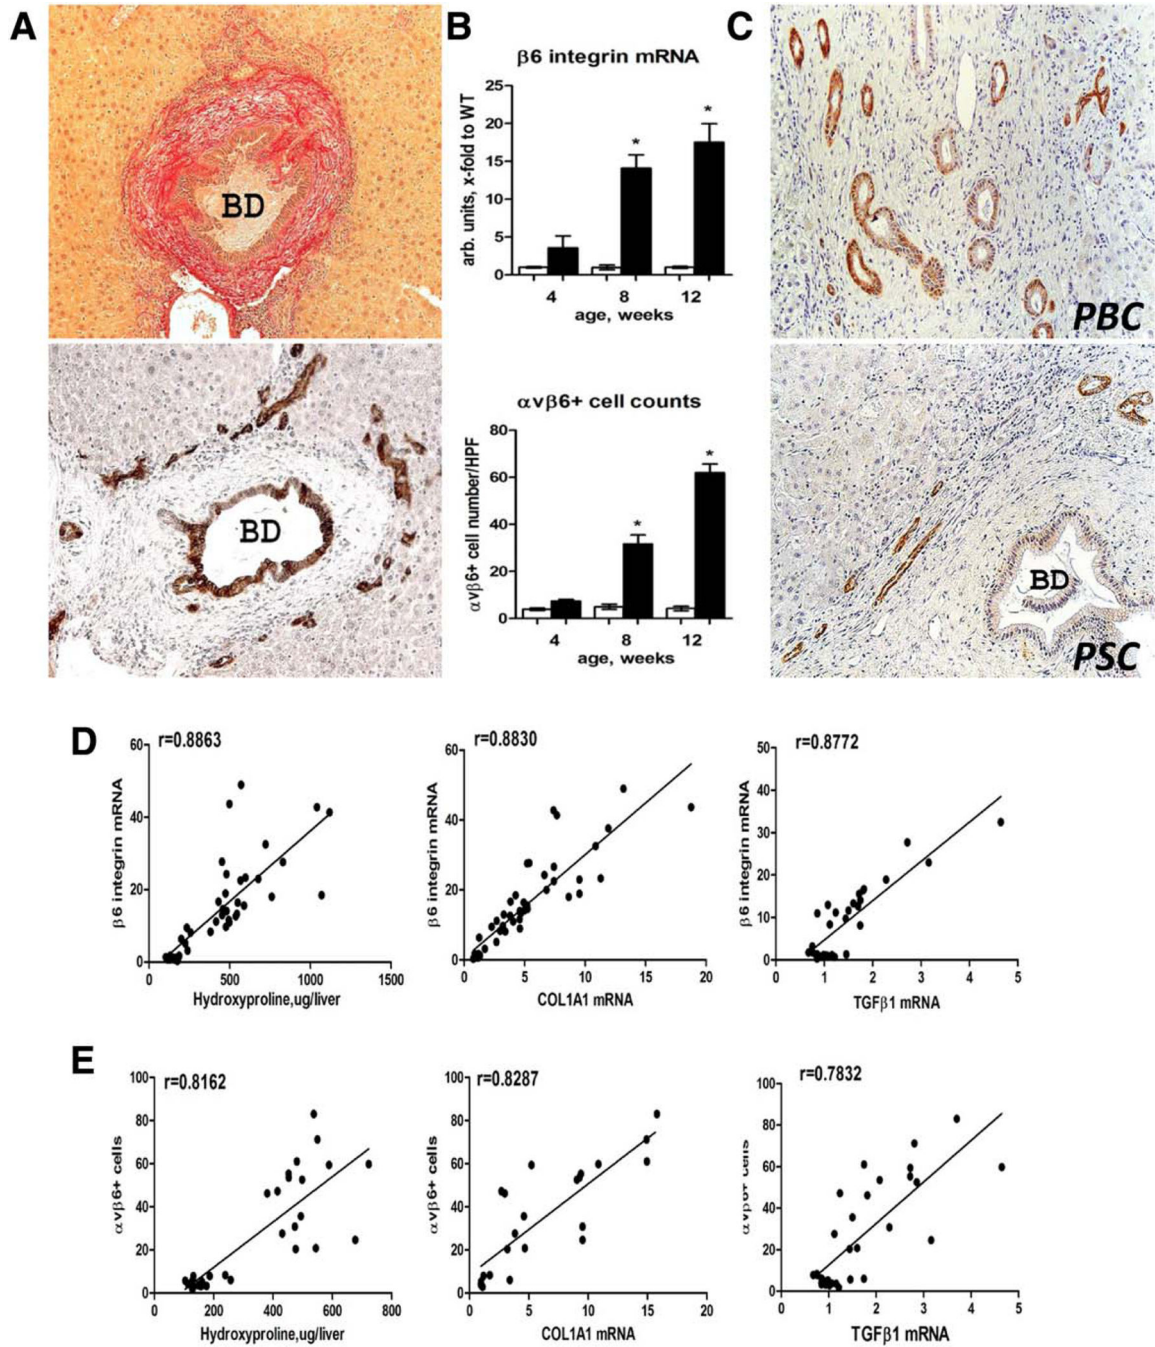 A
BD
BD
B
β6 integrin mRNA
arb. units, x-fold to WT
25
20
15
10
5
0
*
*
4
8
12
age, weeks
αvβ6+ cell counts
αvβ6+ cell number/HPF
80
60
40
20
0
*
*
4
8
12
age, weeks
C
PBC
BD
PSC
D
r=0.8863
β6 integrin mRNA
60
40
20
0
0
500
1000
1500
Hydroxyproline,ug/liver
r=0.8830
β6 integrin mRNA
60
40
20
0
0
5
10
15
20
COL1A1 mRNA
r=0.8772
β6 integrin mRNA
50
40
30
20
10
0
0
1
2
3
4
5
TGFβ1 mRNA
E
r=0.8162
αvβ6+ cells
100
80
60
40
20
0
0
200
400
600
800
Hydroxyproline,ug/liver
r=0.8287
αvβ6+ cells
100
80
60
40
20
0
0
5
10
15
20
COL1A1 mRNA
r=0.7832
αvβ6+ cells
100
80
60
40
20
0
0
1
2
3
4
5
TGFβ1 mRNA